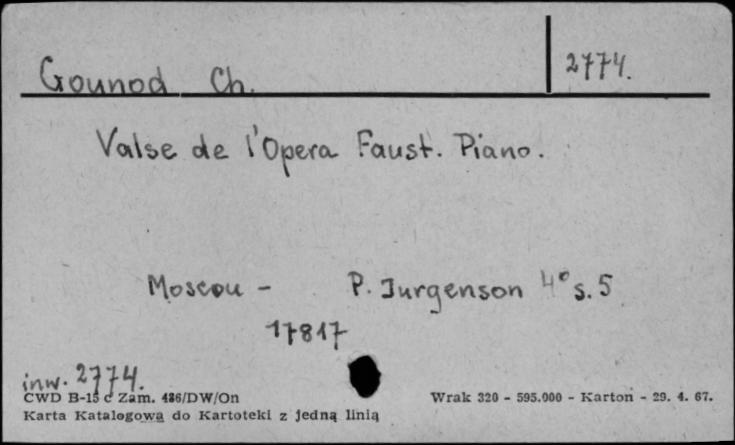 Gounod Ch. 2774.
Valse de l'Opera Faust. Piano.
Moscou - P. Jurgenson 4° s. 5
17817
inw. 2774.
CWD B-15 c Zam. 486/DW/On Wrak 320 - 595.000 - Karton - 29. 4. 67.
Karta Katalogowa do Kartoteki z jedną linią